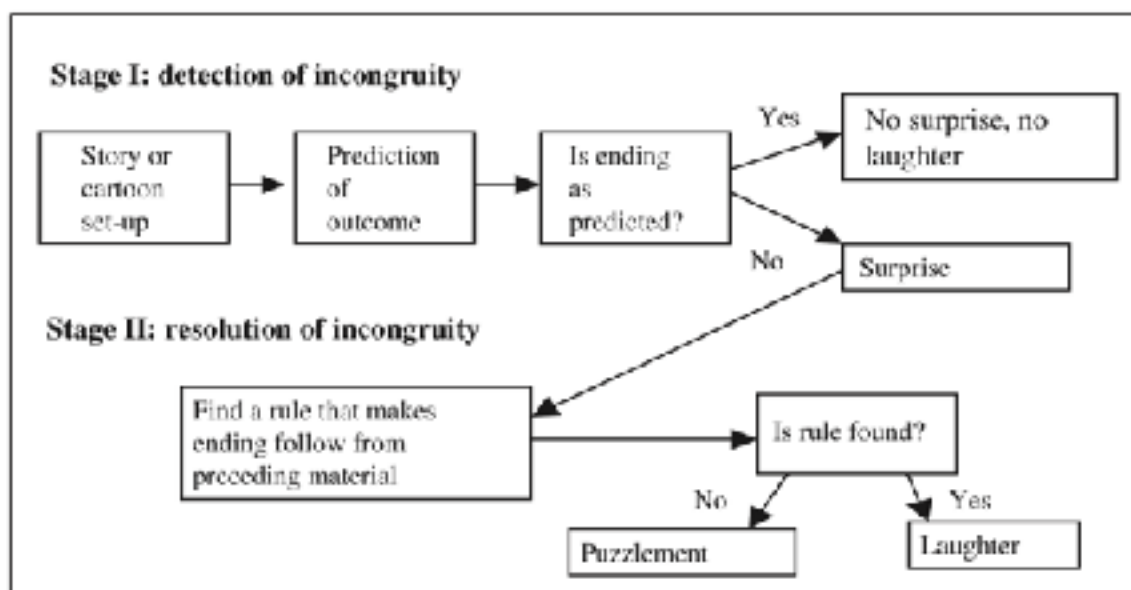 Stage I: detection of incongruity
Yes
No surprise, no
laughter
Story or
cartoon
set-up
Prediction
of
outcome
Is ending
as
predicted?
No
Surprise
Stage II: resolution of incongruity
Find a rule that makes
ending follow from
preceding material
Is rule found?
No
Yes
Puzzlement
Laughter